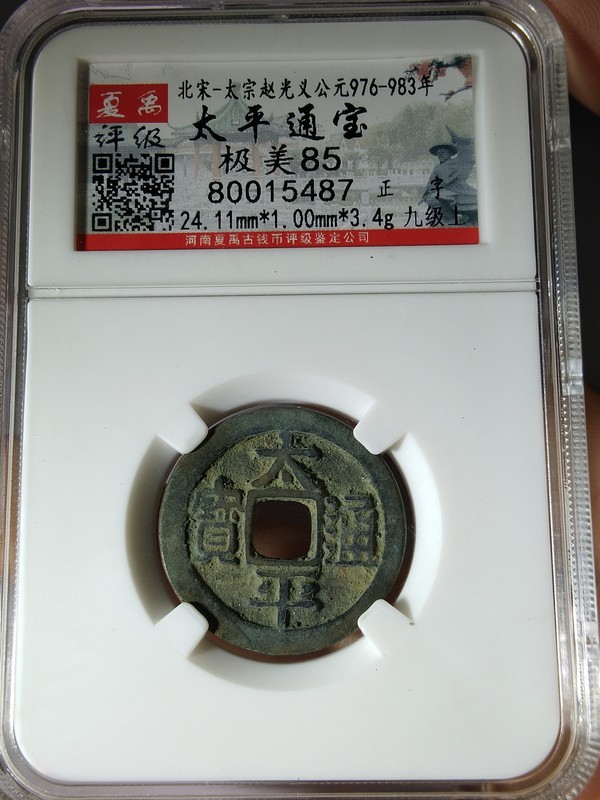 北宋-太宗赵光义公元976-983年
夏禹
评级
太平通宝
极美85
80015487 正 字
24.11mm*1.00mm*3.4g 九级上
河南夏禹古钱币评级鉴定公司
太平通寳